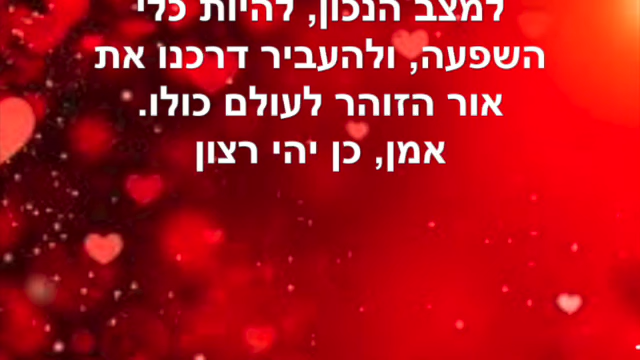 למצב הנכון, להיות כלי
השפעה, ולהעביר דרכנו את
אור הזוהר לעולם כולו.
אמן, כן יהי רצון